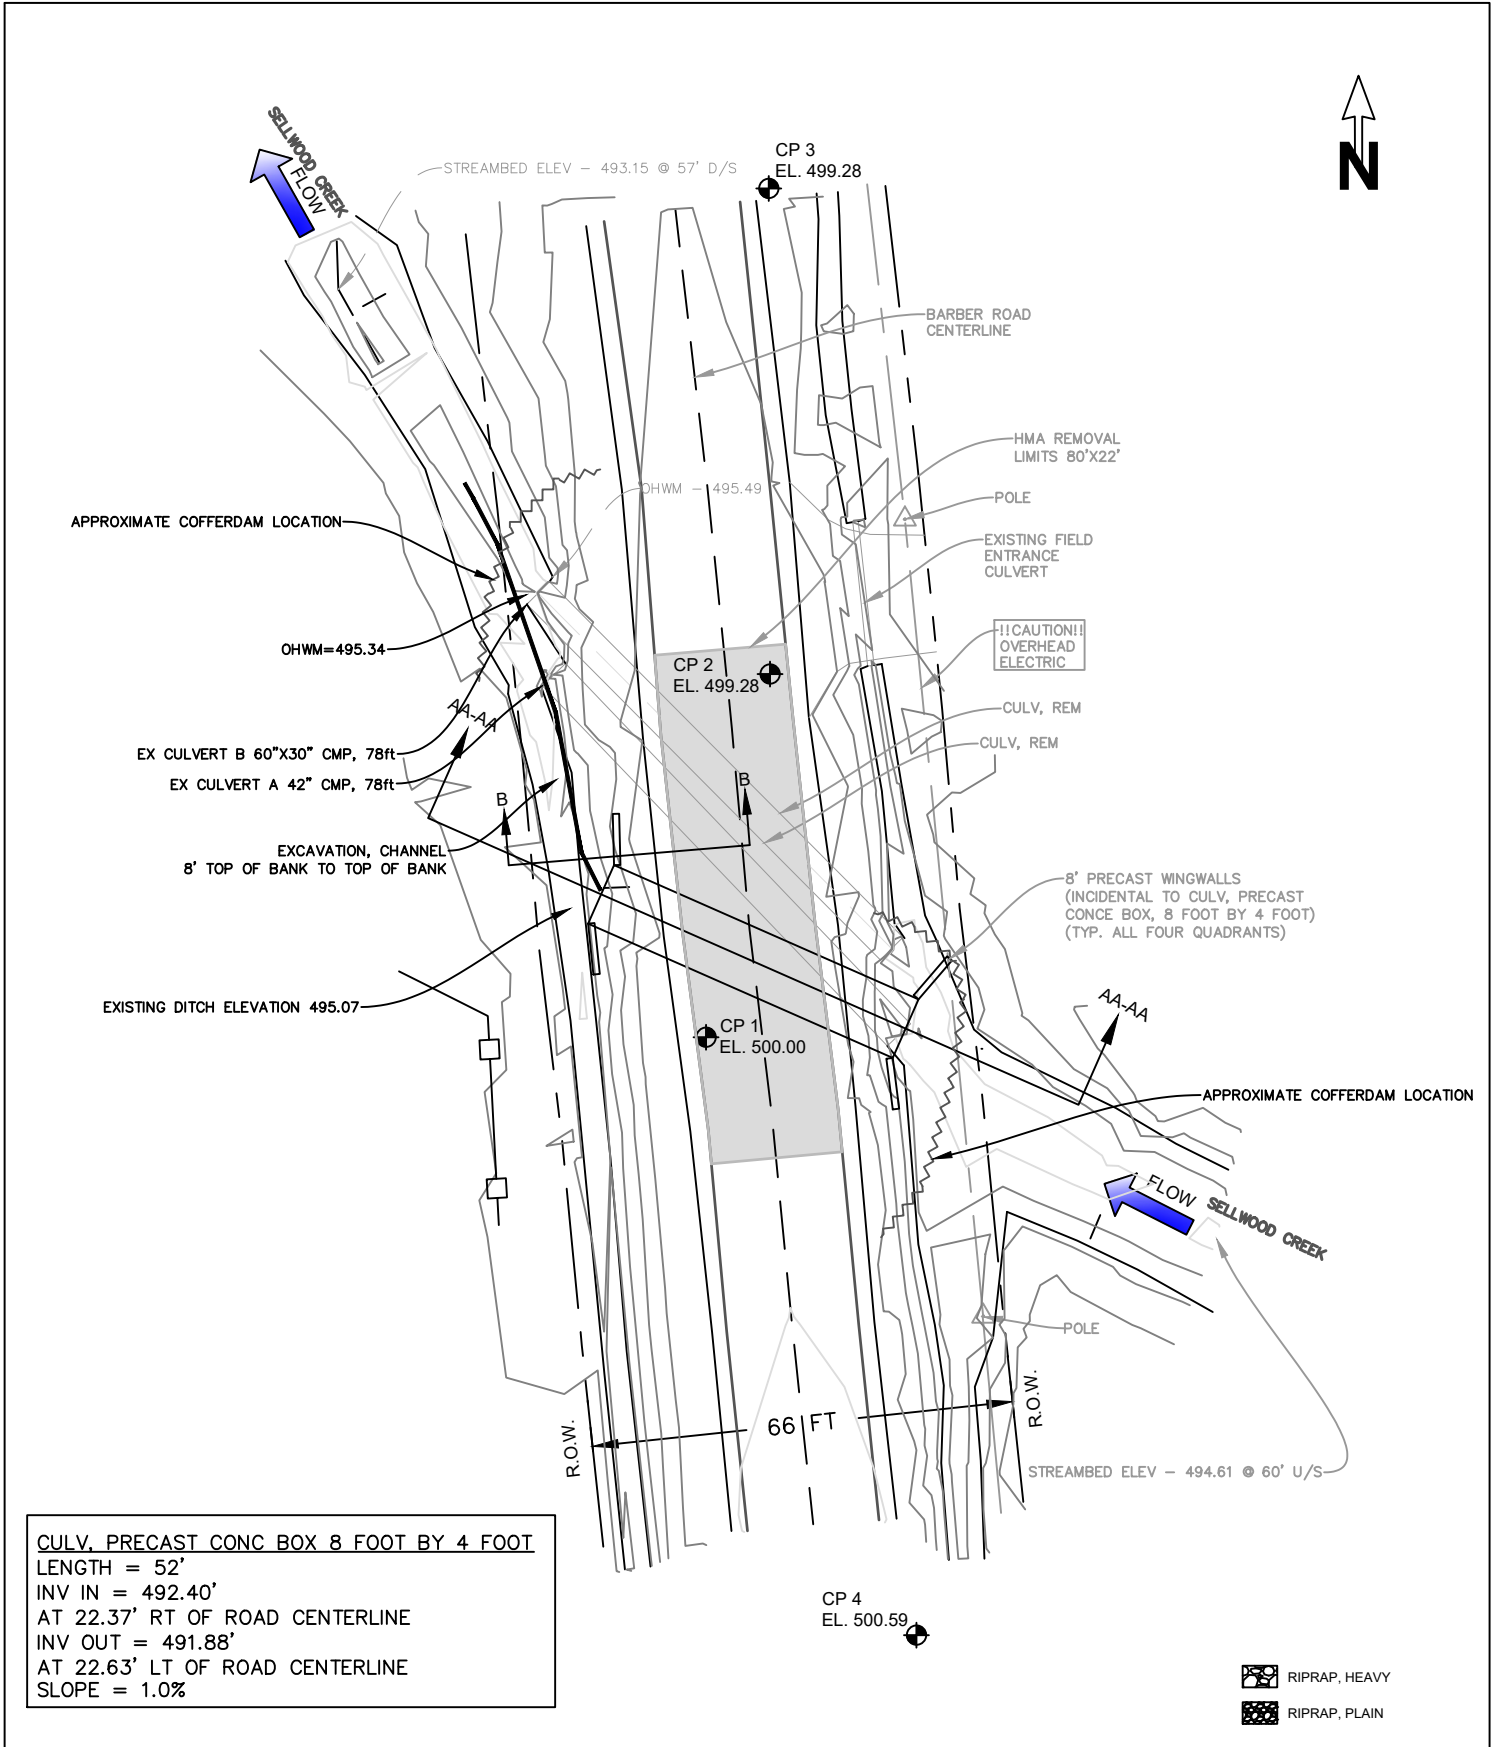 SELLWOOD CREEK
FLOW
STREAMBED ELEV - 493.15 @ 57' D/S
CP 3
EL. 499.28
N
BARBER ROAD
CENTERLINE
HMA REMOVAL
LIMITS 80'X22'
OHWM - 495.49
POLE
APPROXIMATE COFFERDAM LOCATION
EXISTING FIELD
ENTRANCE
CULVERT
OHWM=495.34
!!CAUTION!!
OVERHEAD
ELECTRIC
CP 2
EL. 499.28
AA-AA
CULV, REM
CULV, REM
EX CULVERT B 60"X30" CMP, 78ft
EX CULVERT A 42" CMP, 78ft
B
B
EXCAVATION, CHANNEL
8' TOP OF BANK TO TOP OF BANK
8' PRECAST WINGWALLS
(INCIDENTAL TO CULV, PRECAST
CONCE BOX, 8 FOOT BY 4 FOOT)
(TYP. ALL FOUR QUADRANTS)
EXISTING DITCH ELEVATION 495.07
AA-AA
CP 1
EL. 500.00
APPROXIMATE COFFERDAM LOCATION
FLOW
SELLWOOD CREEK
POLE
66 FT
R.O.W.
R.O.W.
STREAMBED ELEV - 494.61 @ 60' U/S
CULV, PRECAST CONC BOX 8 FOOT BY 4 FOOT
LENGTH = 52'
INV IN = 492.40'
AT 22.37' RT OF ROAD CENTERLINE
INV OUT = 491.88'
AT 22.63' LT OF ROAD CENTERLINE
SLOPE = 1.0%
CP 4
EL. 500.59
RIPRAP, HEAVY
RIPRAP, PLAIN